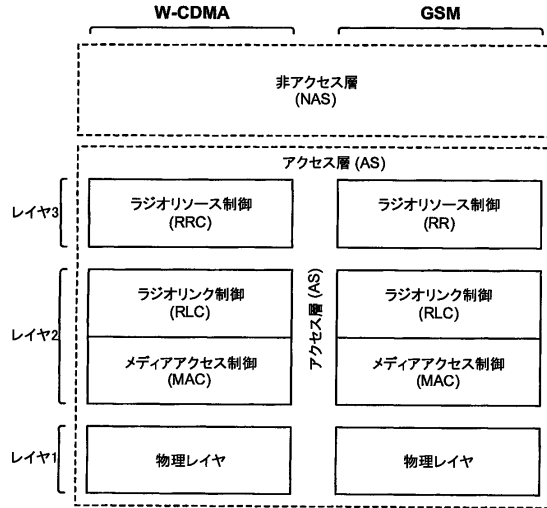 W-CDMA
GSM
非アクセス層
(NAS)
アクセス層 (AS)
レイヤ3
ラジオリソース制御
(RRC)
ラジオリソース制御
(RR)
レイヤ2
ラジオリンク制御
(RLC)
メディアアクセス制御
(MAC)
アクセス層 (AS)
ラジオリンク制御
(RLC)
メディアアクセス制御
(MAC)
レイヤ1
物理レイヤ
物理レイヤ